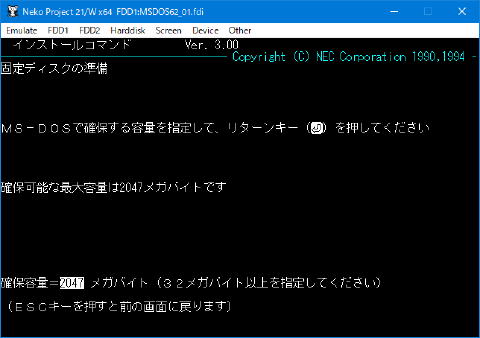 Neko Project 21/W x64  FDD1:MSDOS62_01.fdi
Emulate  FDD1  FDD2  Harddisk  Screen  Device  Other
インストールコマンド  Ver. 3.00
Copyright (C) NEC Corporation 1990,1994
固定ディスクの準備
ＭＳ－ＤＯＳで確保する容量を指定して、リターンキー（⏎）を押してください
確保可能な最大容量は2047メガバイトです
確保容量＝2047 メガバイト（３２メガバイト以上を指定してください）
（ＥＳＣキーを押すと前の画面に戻ります）